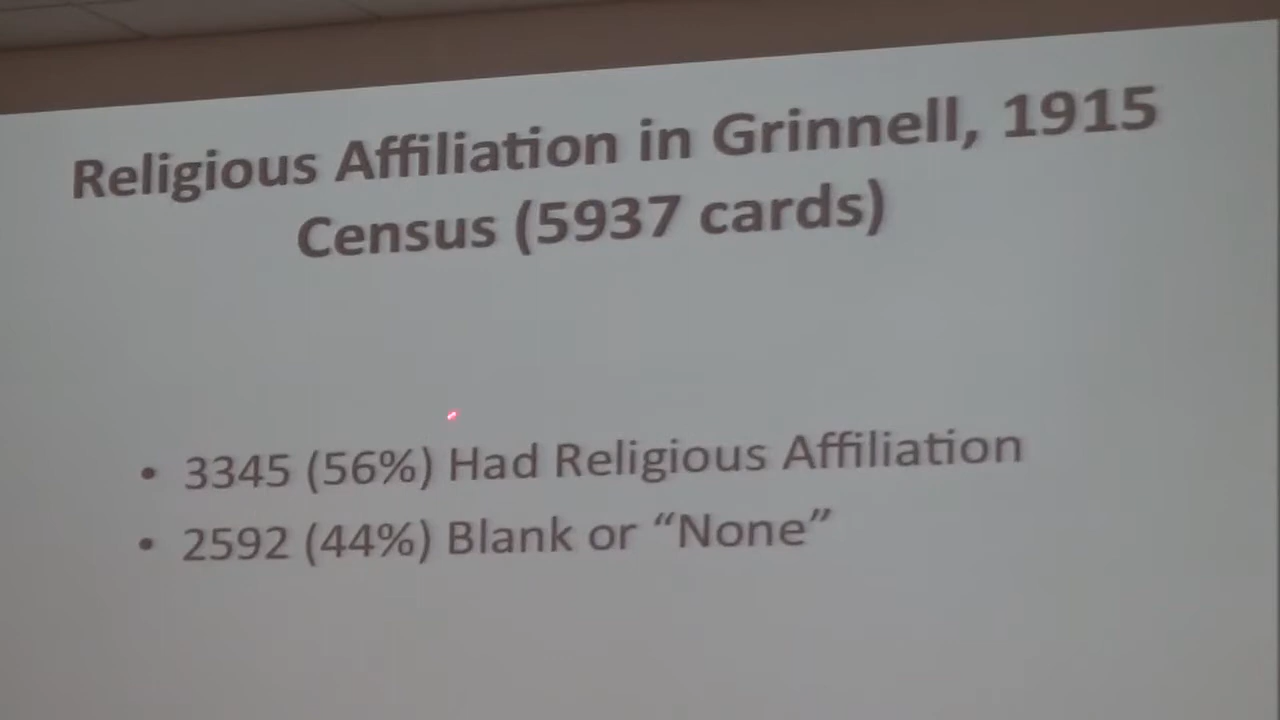 Religious Affiliation in Grinnell, 1915
Census (5937 cards)
• 3345 (56%) Had Religious Affiliation
• 2592 (44%) Blank or “None”